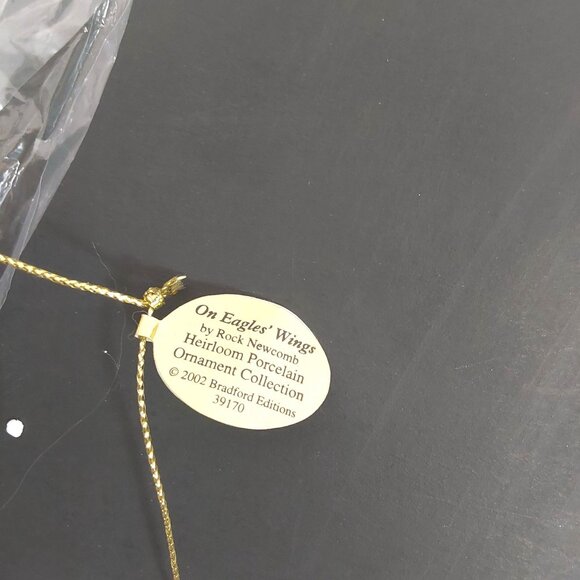 On Eagles' Wings
by Rock Newcomb
Heirloom Porcelain
Ornament Collection
© 2002 Bradford Editions
39170